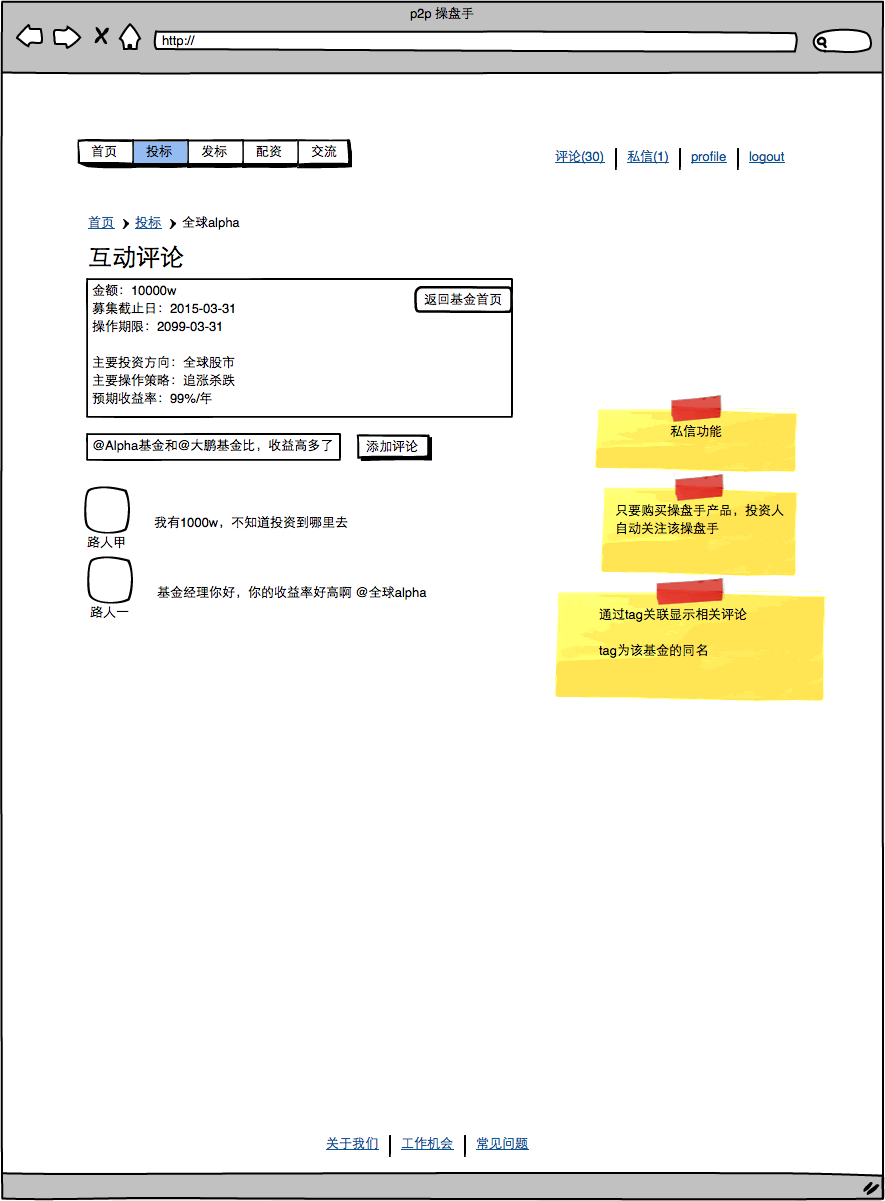 p2p 操盘手
http://
首页 投标 发标 配资 交流
评论(30) 私信(1) profile logout
首页 投标 全球alpha
互动评论
金额：10000w
返回基金首页
募集截止日：2015-03-31
操作期限：2099-03-31
主要投资方向：全球股市
主要操作策略：追涨杀跌
预期收益率：99%/年
@Alpha基金和@大鹏基金比，收益高多了
添加评论
我有1000w，不知道投资到哪里去
路人甲
基金经理你好，你的收益率好高啊 @全球alpha
路人一
私信功能
只要购买操盘手产品，投资人
自动关注该操盘手
通过tag关联显示相关评论
tag为该基金的同名
关于我们 工作机会 常见问题